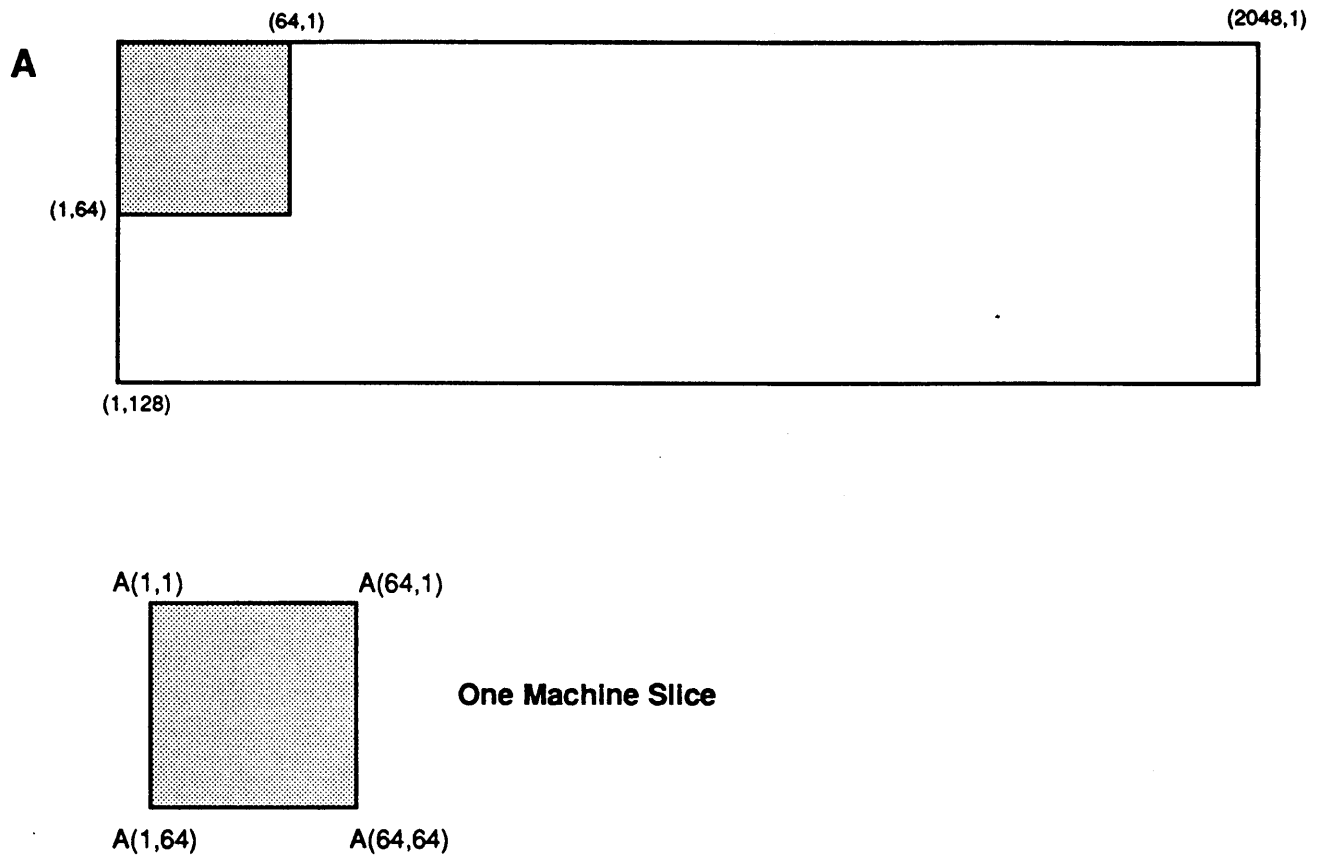 (64,1) (2048,1)
A
(1,64)
(1,128)
A(1,1) A(64,1)
One Machine Slice
A(1,64) A(64,64)